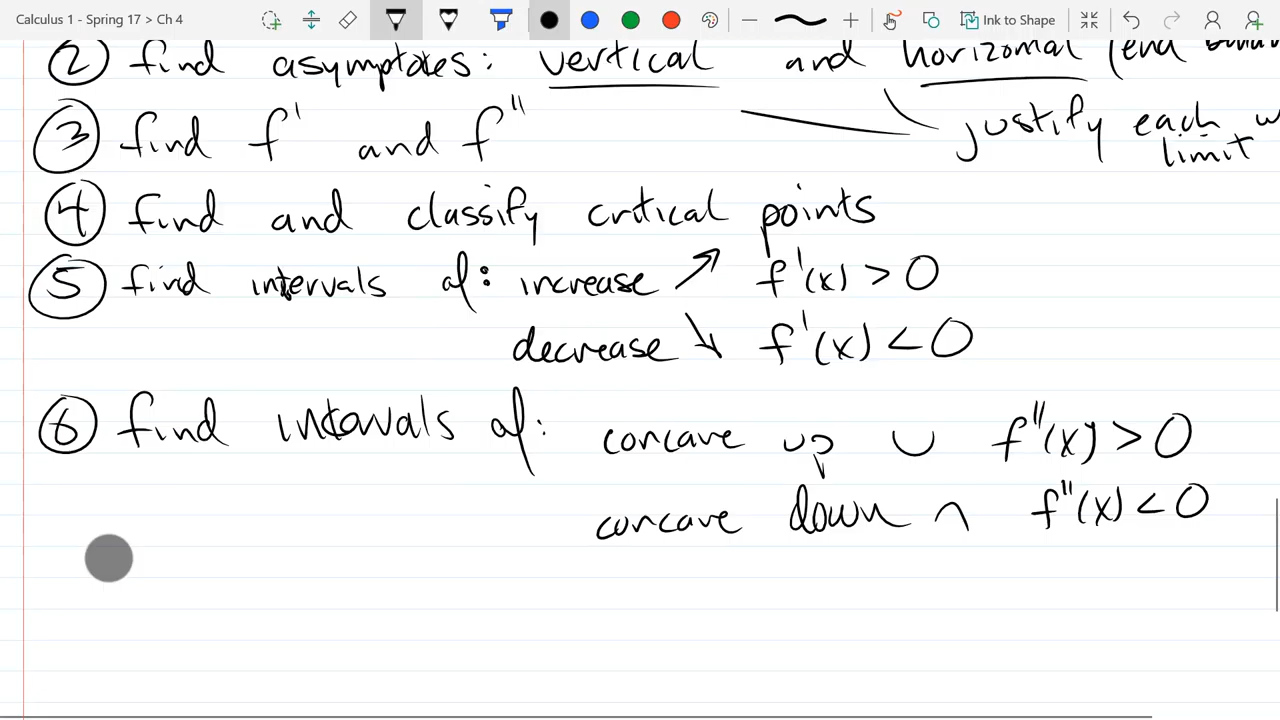 Calculus 1 - Spring 17 > Ch 4
Ink to Shape
② find asymptotes: vertical and horizontal (end
③ find f' and f"
justify each
limit
④ find and classify critical points
⑤ find intervals of: increase ↗ f'(x) > 0
decrease ↘ f'(x) < 0
⑥ find intervals of: concave up ∪ f"(x) > 0
concave down ∩ f"(x) < 0